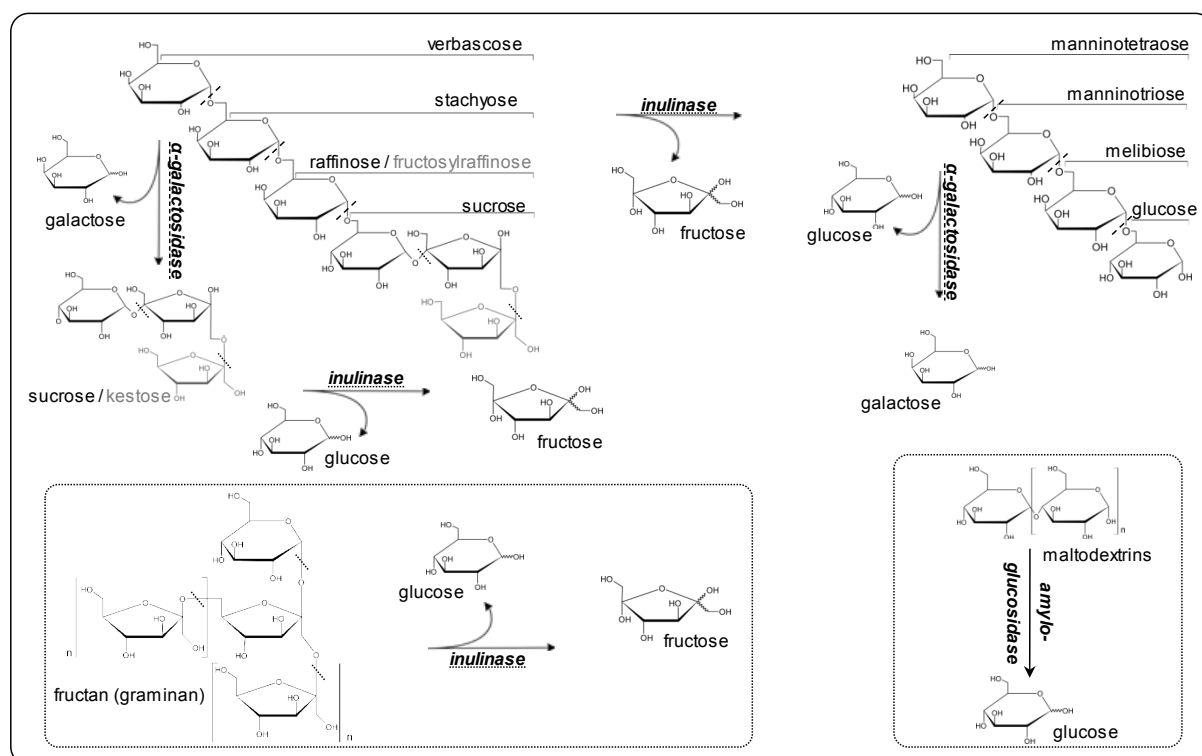 verbascose
stachyose
raffinose / fructosylraffinose
sucrose
galactose
α-galactosidase
sucrose / kestose
inulinase
fructose
inulinase
glucose
fructose
manninotetraose
manninotriose
melibiose
glucose
glucose
α-galactosidase
galactose
fructan (graminan)
n
n
glucose
inulinase
fructose
n
maltodextrins
amylo-
glucosidase
glucose